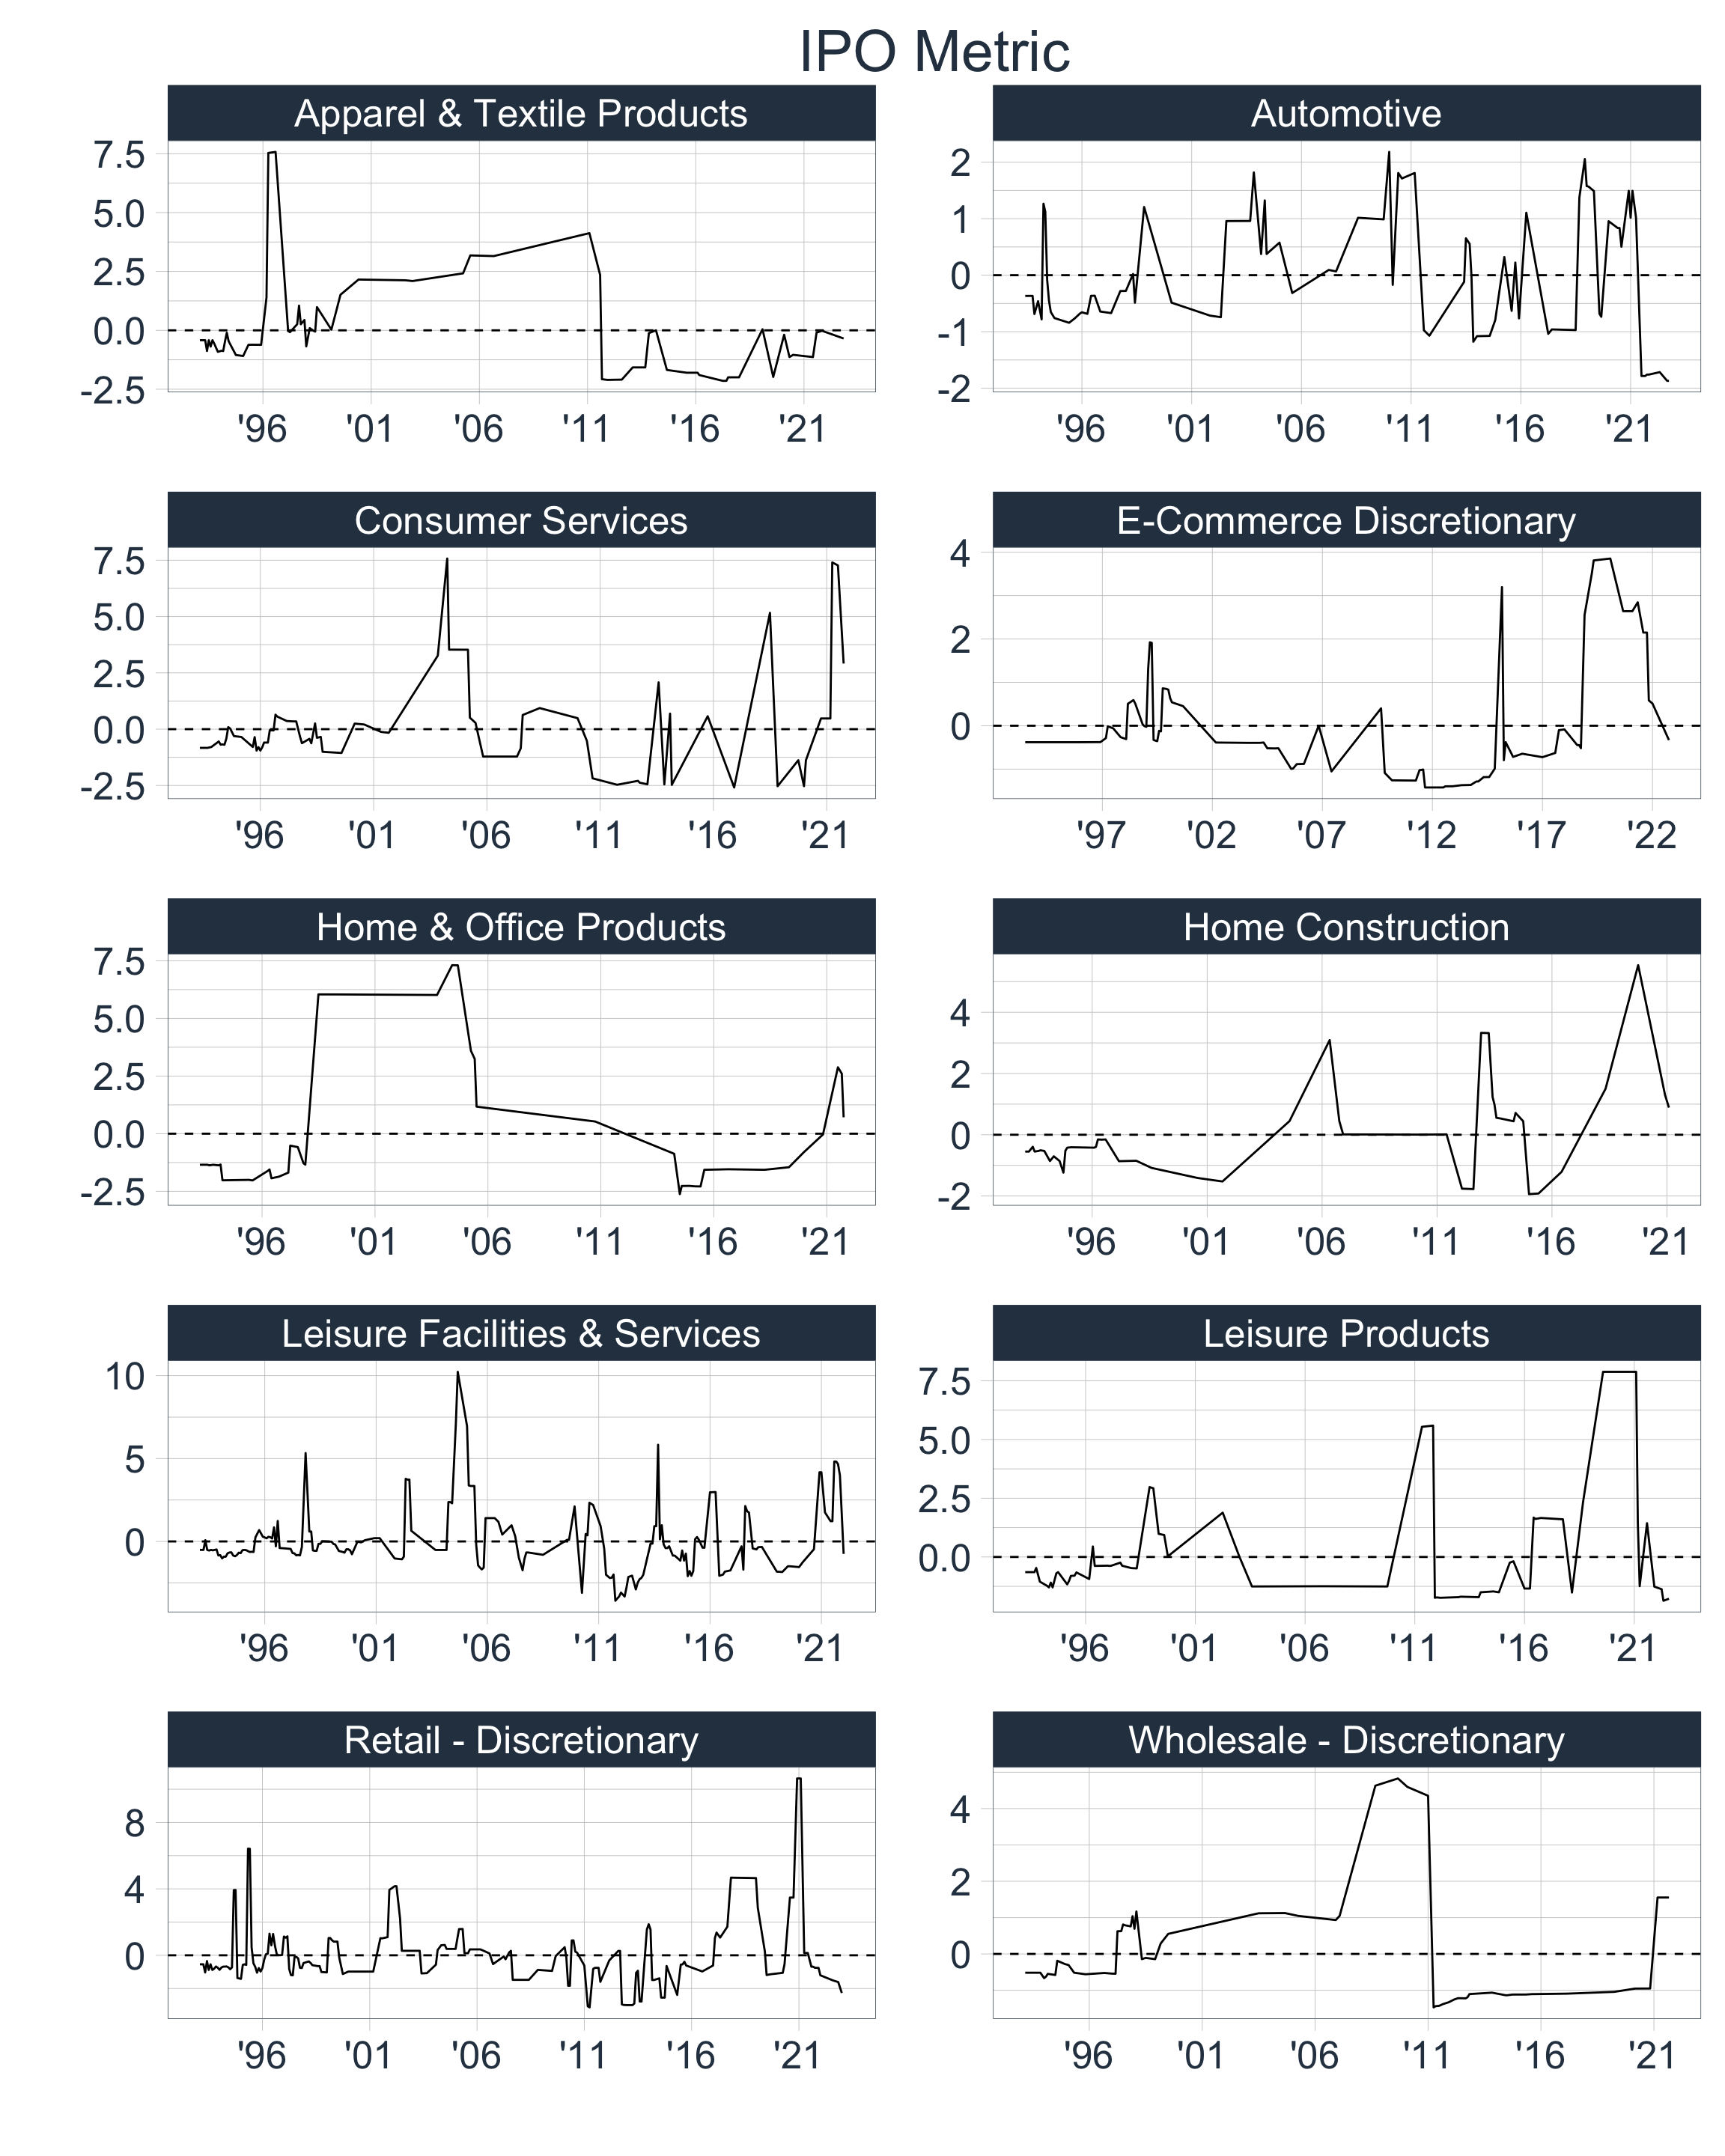 IPO Metric
Apparel & Textile Products
7.5
5.0
2.5
0.0
-2.5
'96 '01 '06 '11 '16 '21
Automotive
2
1
0
-1
-2
'96 '01 '06 '11 '16 '21
Consumer Services
7.5
5.0
2.5
0.0
-2.5
'96 '01 '06 '11 '16 '21
E-Commerce Discretionary
4
2
0
'97 '02 '07 '12 '17 '22
Home & Office Products
7.5
5.0
2.5
0.0
-2.5
'96 '01 '06 '11 '16 '21
Home Construction
4
2
0
-2
'96 '01 '06 '11 '16 '21
Leisure Facilities & Services
10
5
0
'96 '01 '06 '11 '16 '21
Leisure Products
7.5
5.0
2.5
0.0
'96 '01 '06 '11 '16 '21
Retail - Discretionary
8
4
0
'96 '01 '06 '11 '16 '21
Wholesale - Discretionary
4
2
0
'96 '01 '06 '11 '16 '21